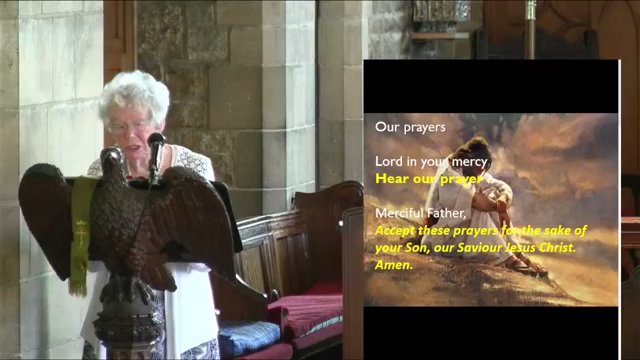 Our prayers
Lord in your mercy
Hear our prayer
Merciful Father,
Accept these prayers for the sake of
your Son, our Saviour Jesus Christ.
Amen.